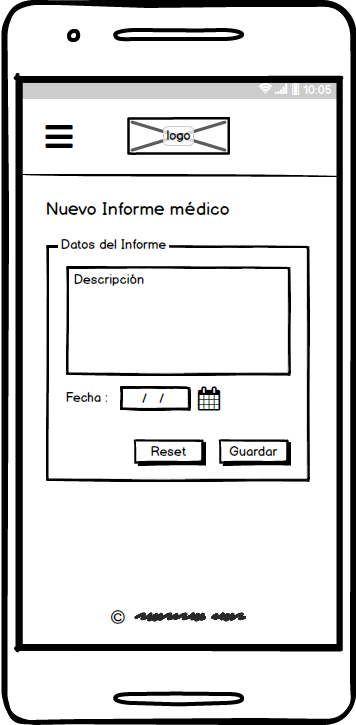 10:05
logo
Nuevo Informe médico
Datos del Informe
Descripción
Fecha : / /
Reset Guardar
©